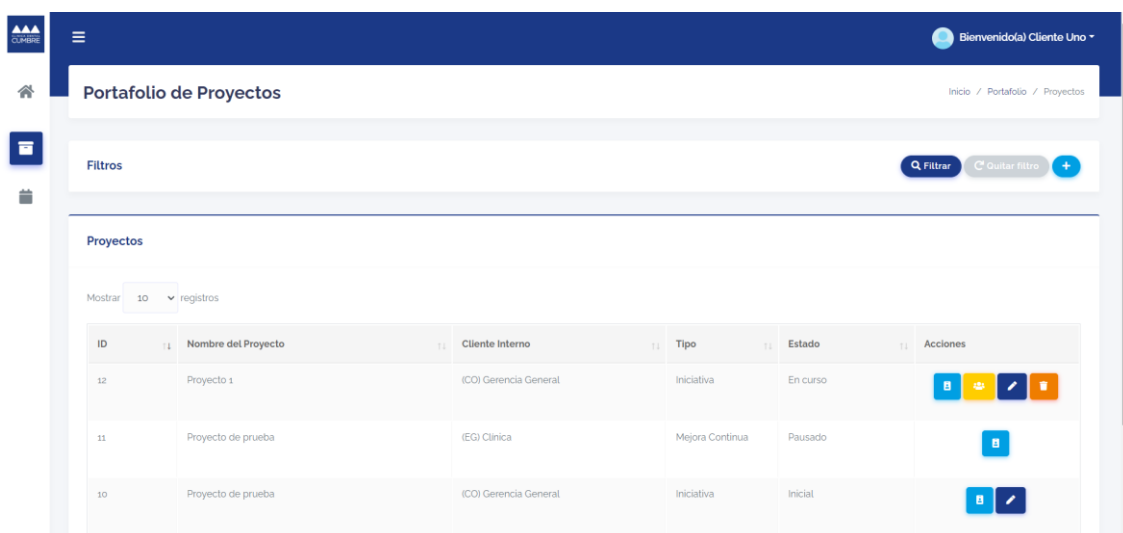 CUMBRE
Bienvenido(a) Cliente Uno
Portafolio de Proyectos
Inicio / Portafolio / Proyectos
Filtros
Filtrar
Quitar filtro
+
Proyectos
Mostrar 10 registros
ID Nombre del Proyecto Cliente Interno Tipo Estado Acciones
12 Proyecto 1 (CO) Gerencia General Iniciativa En curso
11 Proyecto de prueba (EG) Clínica Mejora Continua Pausado
10 Proyecto de prueba (CO) Gerencia General Iniciativa Inicial